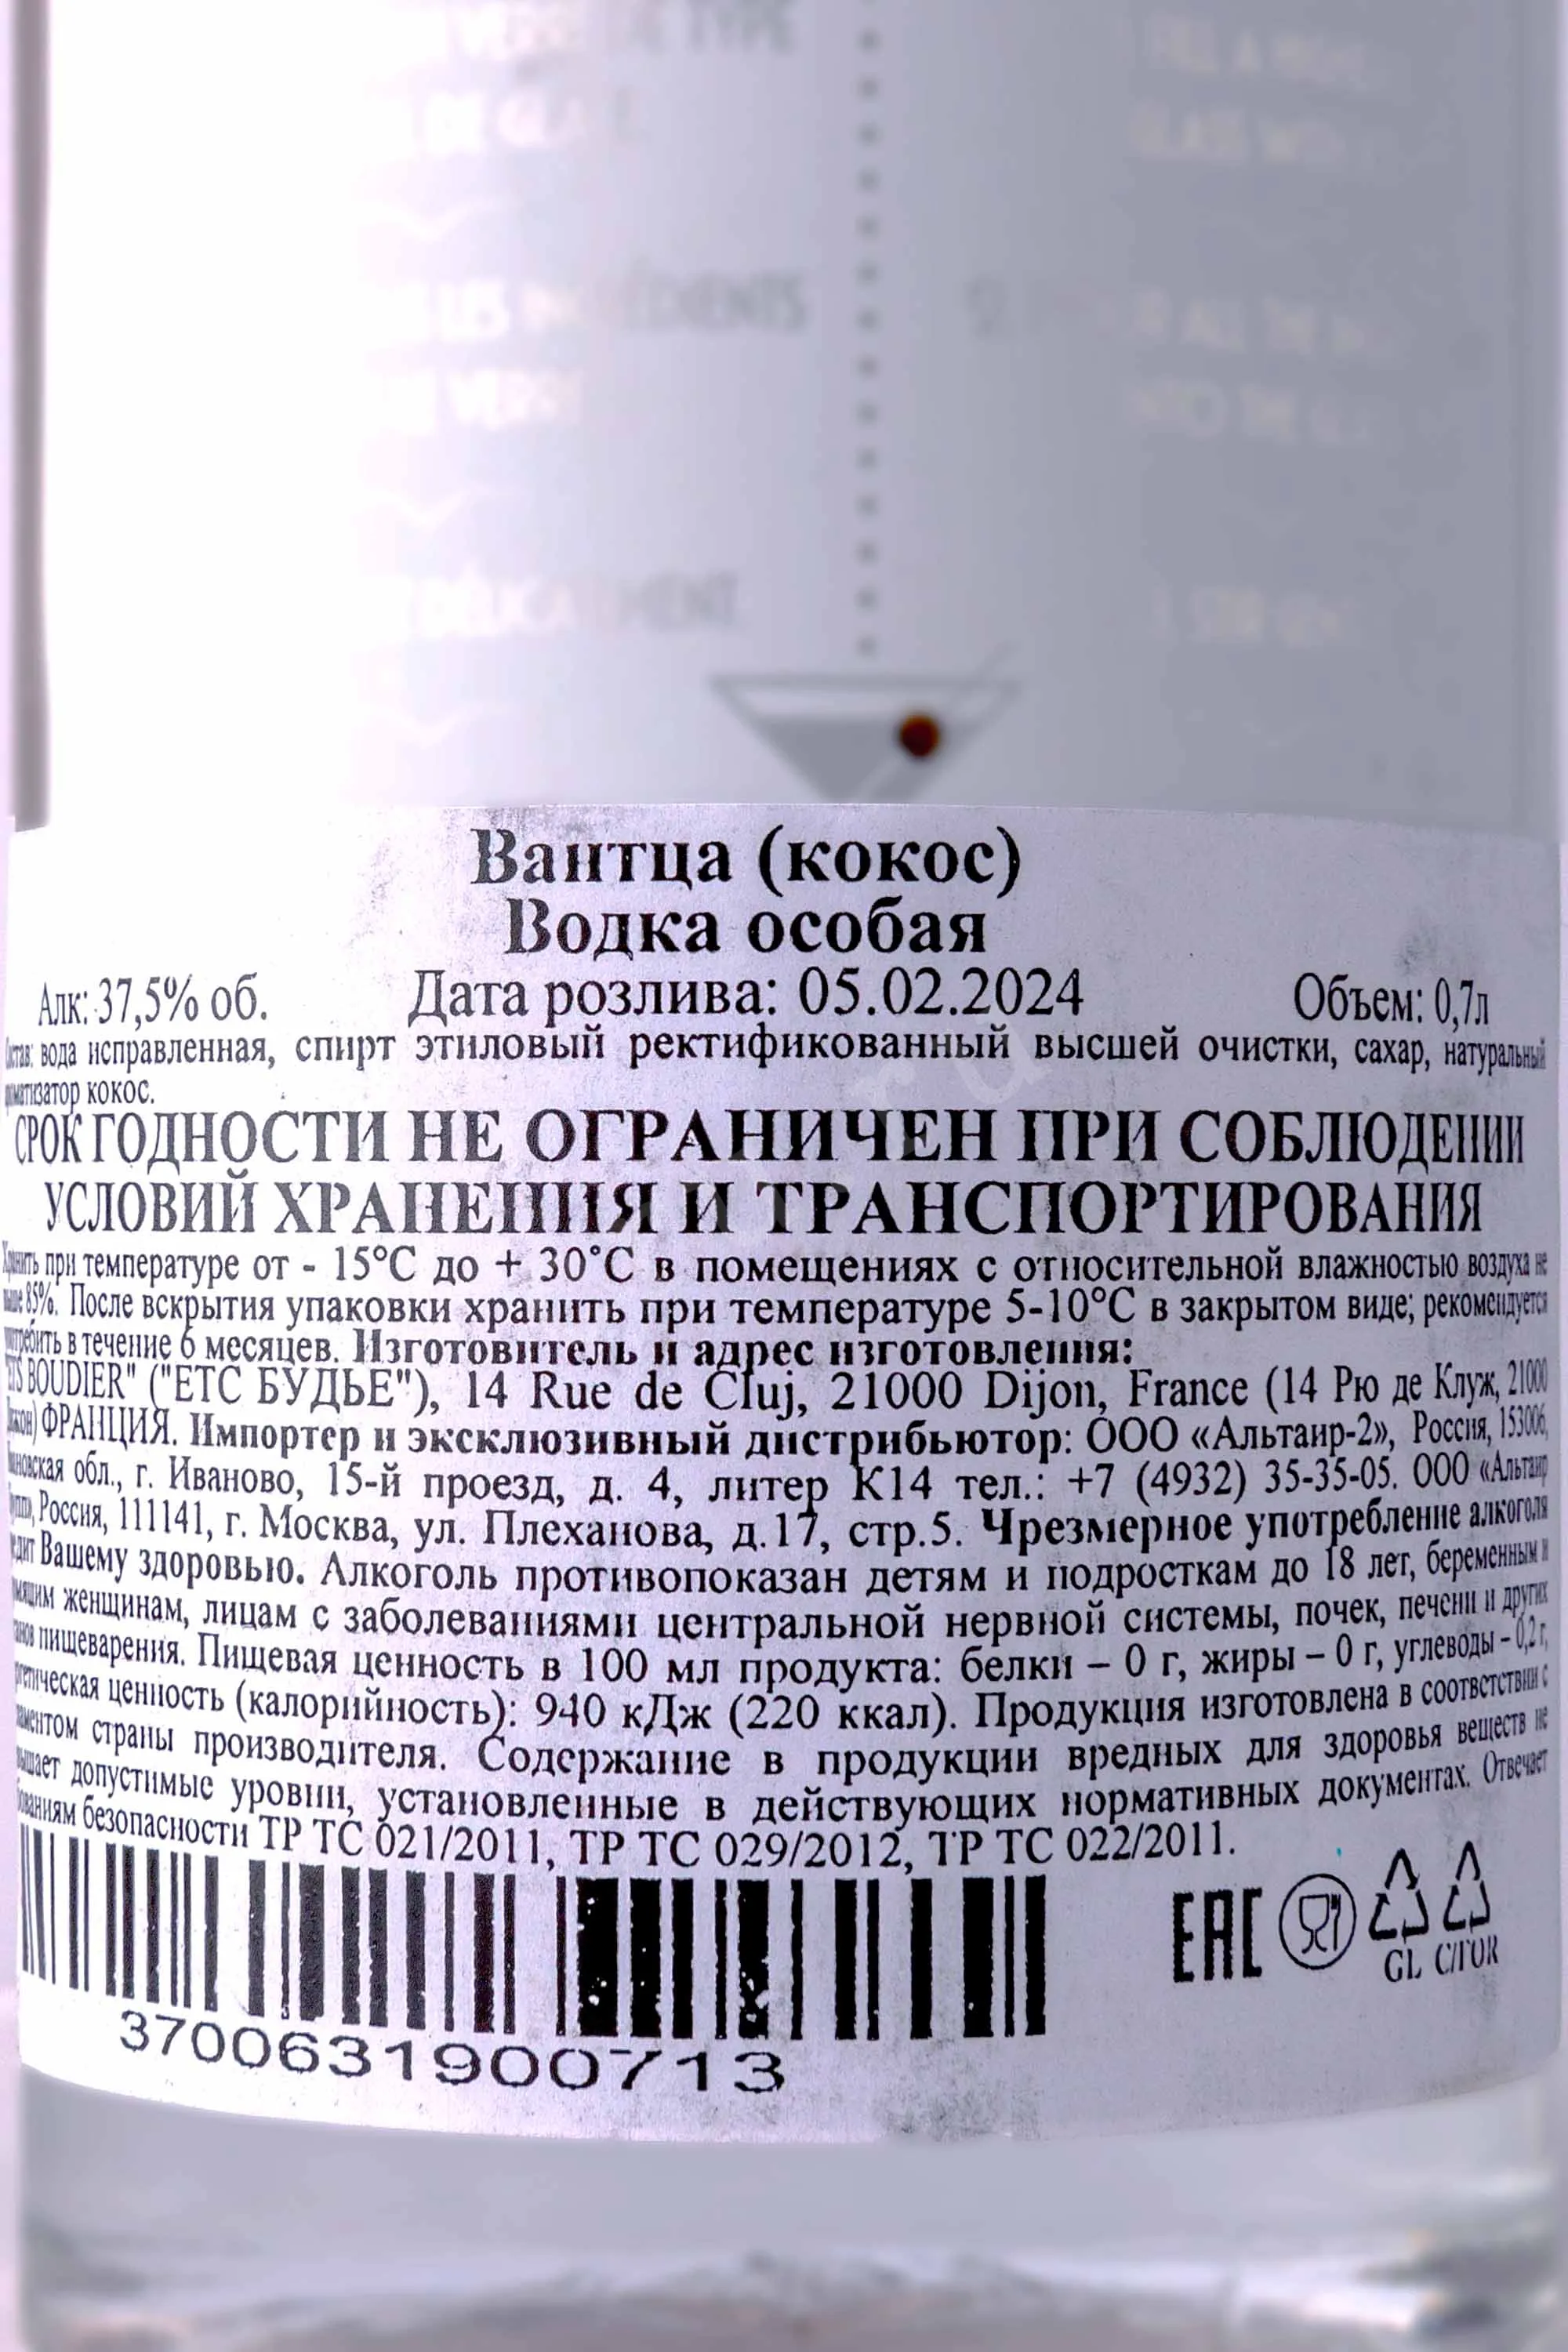 VERRE TYPE
DE GLA
ÉDIENTS
DÉLICATEMENT
Вантца (кокос)
Водка особая
Алк: 37,5% об. Дата розлива: 05.02.2024 Объем: 0,7л
вода исправленная, спирт этиловый ректификованный высшей очистки, сахар, натуральный
кокос.
СРОК ГОДНОСТИ НЕ ОГРАНИЧЕН ПРИ СОБЛЮДЕНИИ
УСЛОВИЙ ХРАНЕНИЯ И ТРАНСПОРТИРОВАНИЯ
Хранить при температуре от - 15°С до + 30°С в помещениях с относительной влажностью воздуха не
85%. После вскрытия упаковки хранить при температуре 5-10°С в закрытом виде; рекомендуется
в течение 6 месяцев. Изготовитель и адрес изготовления:
BOUDIER" ("ЕТС БУДЬЕ"), 14 Rue de Cluj, 21000 Dijon, France (14 Рю де Клуж, 21000
ФРАНЦИЯ. Импортер и эксклюзивный дистрибьютор: ООО «Альтаир-2», Россия, 153006,
обл., г. Иваново, 15-й проезд, д. 4, литер К14 тел.: +7 (4932) 35-35-05. ООО «Альтаир
Россия, 111141, г. Москва, ул. Плеханова, д.17, стр.5. Чрезмерное употребление алкоголя
Вашему здоровью. Алкоголь противопоказан детям и подросткам до 18 лет, беременным и
женщинам, лицам с заболеваниями центральной нервной системы, почек, печени и других
пищеварения. Пищевая ценность в 100 мл продукта: белки – 0 г, жиры – 0 г, углеводы – 0,2 г,
ценность (калорийность): 940 кДж (220 ккал). Продукция изготовлена в соответствии с
страны производителя. Содержание в продукции вредных для здоровья веществ не
допустимые уровни, установленные в действующих нормативных документах. Отвечает
безопасности ТР ТС 021/2011, ТР ТС 029/2012, ТР ТС 022/2011.
EAC
GL C/FOR
3700631900713